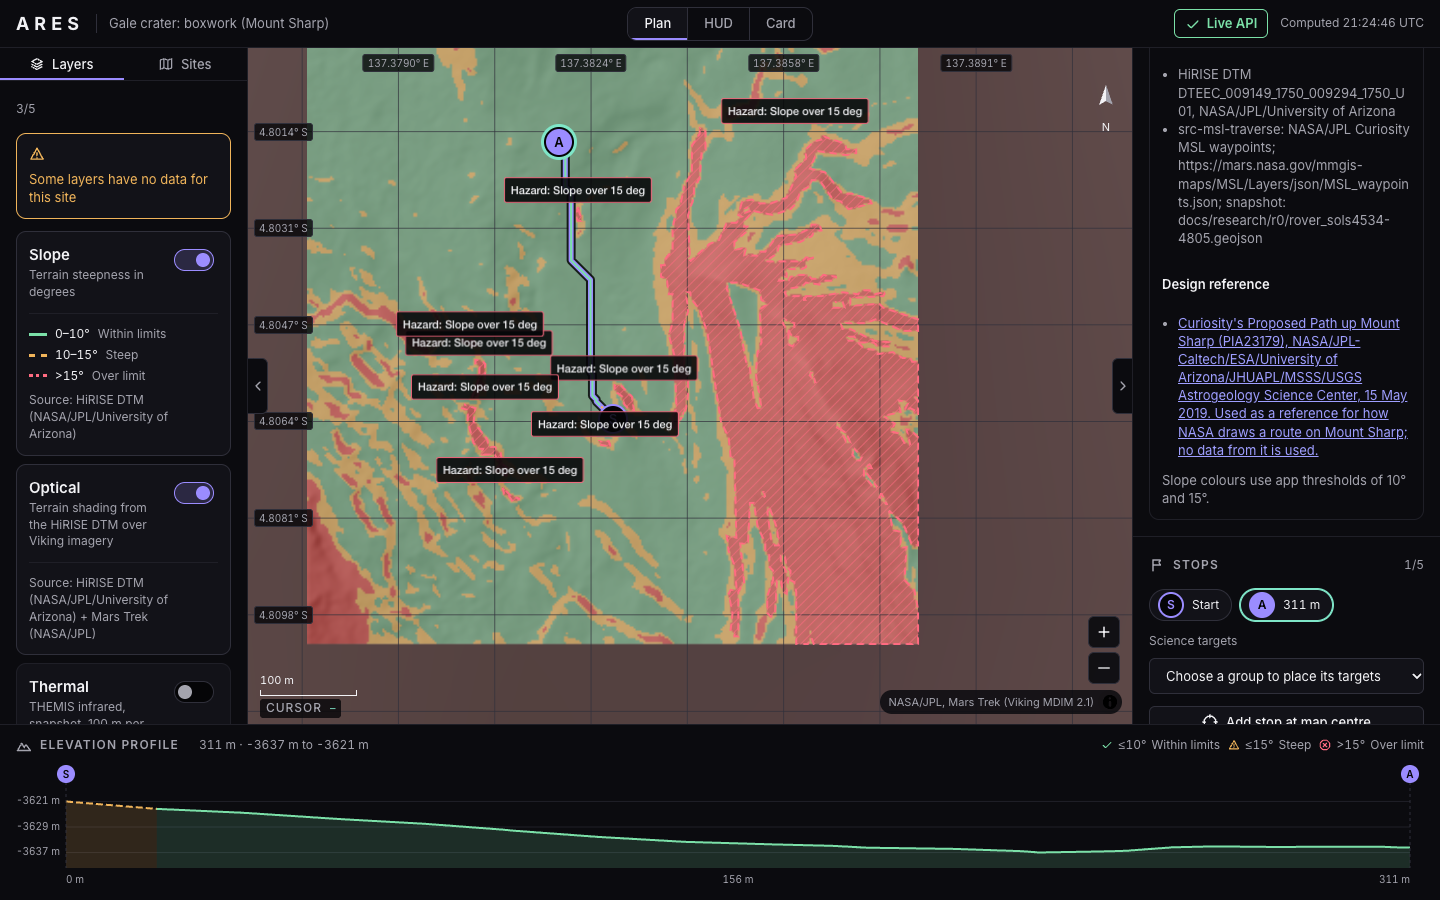 ARES
Gale crater: boxwork (Mount Sharp)
Plan
HUD
Card
Live API
Computed 21:24:46 UTC
Layers
Sites
3/5
Some layers have no data for
this site
Slope
Terrain steepness in
degrees
0–10° Within limits
10–15° Steep
>15° Over limit
Source: HiRISE DTM
(NASA/JPL/University of
Arizona)
Optical
Terrain shading from
the HiRISE DTM over
Viking imagery
Source: HiRISE DTM
(NASA/JPL/University of
Arizona) + Mars Trek
(NASA/JPL)
Thermal
THEMIS infrared,
snapshot, 100 m per
137.3790° E
137.3824° E
137.3858° E
137.3891° E
4.8014° S
4.8031° S
4.8047° S
4.8064° S
4.8081° S
4.8098° S
N
A
Hazard: Slope over 15 deg
Hazard: Slope over 15 deg
Hazard: Slope over 15 deg
Hazard: Slope over 15 deg
Hazard: Slope over 15 deg
Hazard: Slope over 15 deg
Hazard: Slope over 15 deg
Hazard: Slope over 15 deg
100 m
CURSOR –
+
−
NASA/JPL, Mars Trek (Viking MDIM 2.1)
• HiRISE DTM
DTEEC_009149_1750_009294_1750_U
01, NASA/JPL/University of Arizona
• src-msl-traverse: NASA/JPL Curiosity
MSL waypoints;
https://mars.nasa.gov/mmgis-
maps/MSL/Layers/json/MSL_waypoin
ts.json; snapshot:
docs/research/r0/rover_sols4534-
4805.geojson
Design reference
• Curiosity's Proposed Path up Mount
Sharp (PIA23179), NASA/JPL-
Caltech/ESA/University of
Arizona/JHUAPL/MSSS/USGS
Astrogeology Science Center, 15 May
2019. Used as a reference for how
NASA draws a route on Mount Sharp;
no data from it is used.
Slope colours use app thresholds of 10°
and 15°.
STOPS
1/5
S Start
A 311 m
Science targets
Choose a group to place its targets
Add stop at map centre
ELEVATION PROFILE
311 m · -3637 m to -3621 m
≤10° Within limits
≤15° Steep
>15° Over limit
S
A
-3621 m
-3629 m
-3637 m
0 m
156 m
311 m